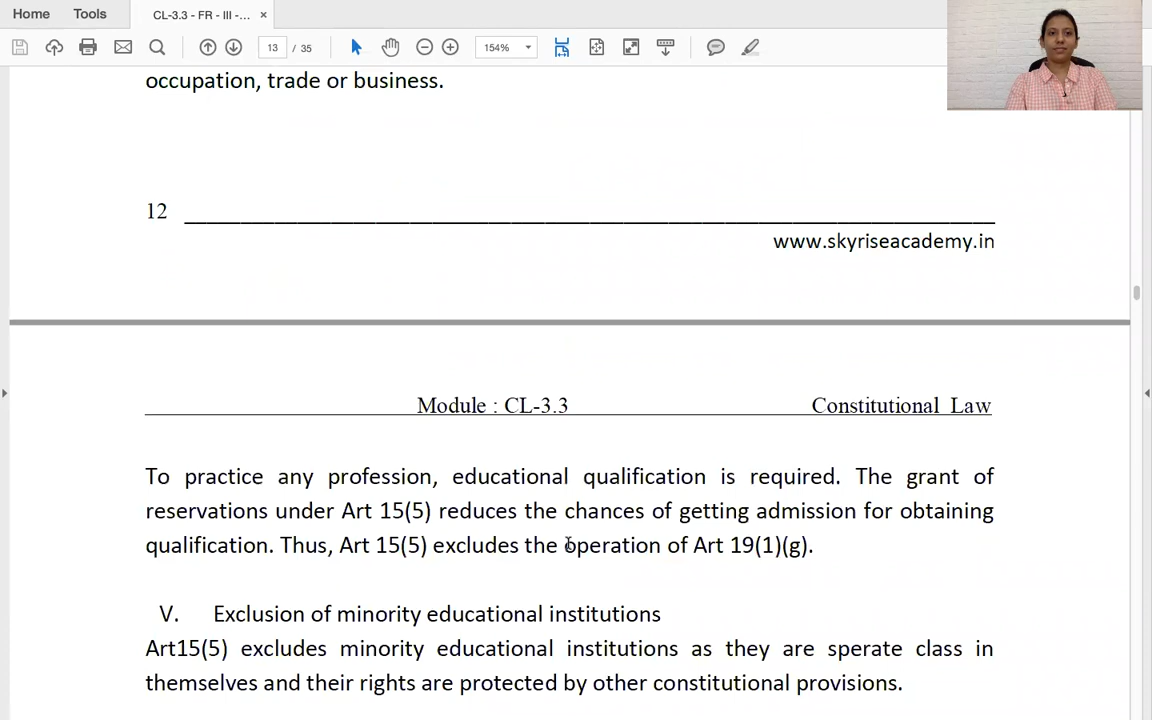 Home Tools CL-3.3 - FR - III -... ×
13 / 35 154%
occupation, trade or business.
12
www.skyriseacademy.in
Module : CL-3.3 Constitutional Law
To practice any profession, educational qualification is required. The grant of
reservations under Art 15(5) reduces the chances of getting admission for obtaining
qualification. Thus, Art 15(5) excludes the operation of Art 19(1)(g).
V. Exclusion of minority educational institutions
Art15(5) excludes minority educational institutions as they are sperate class in
themselves and their rights are protected by other constitutional provisions.